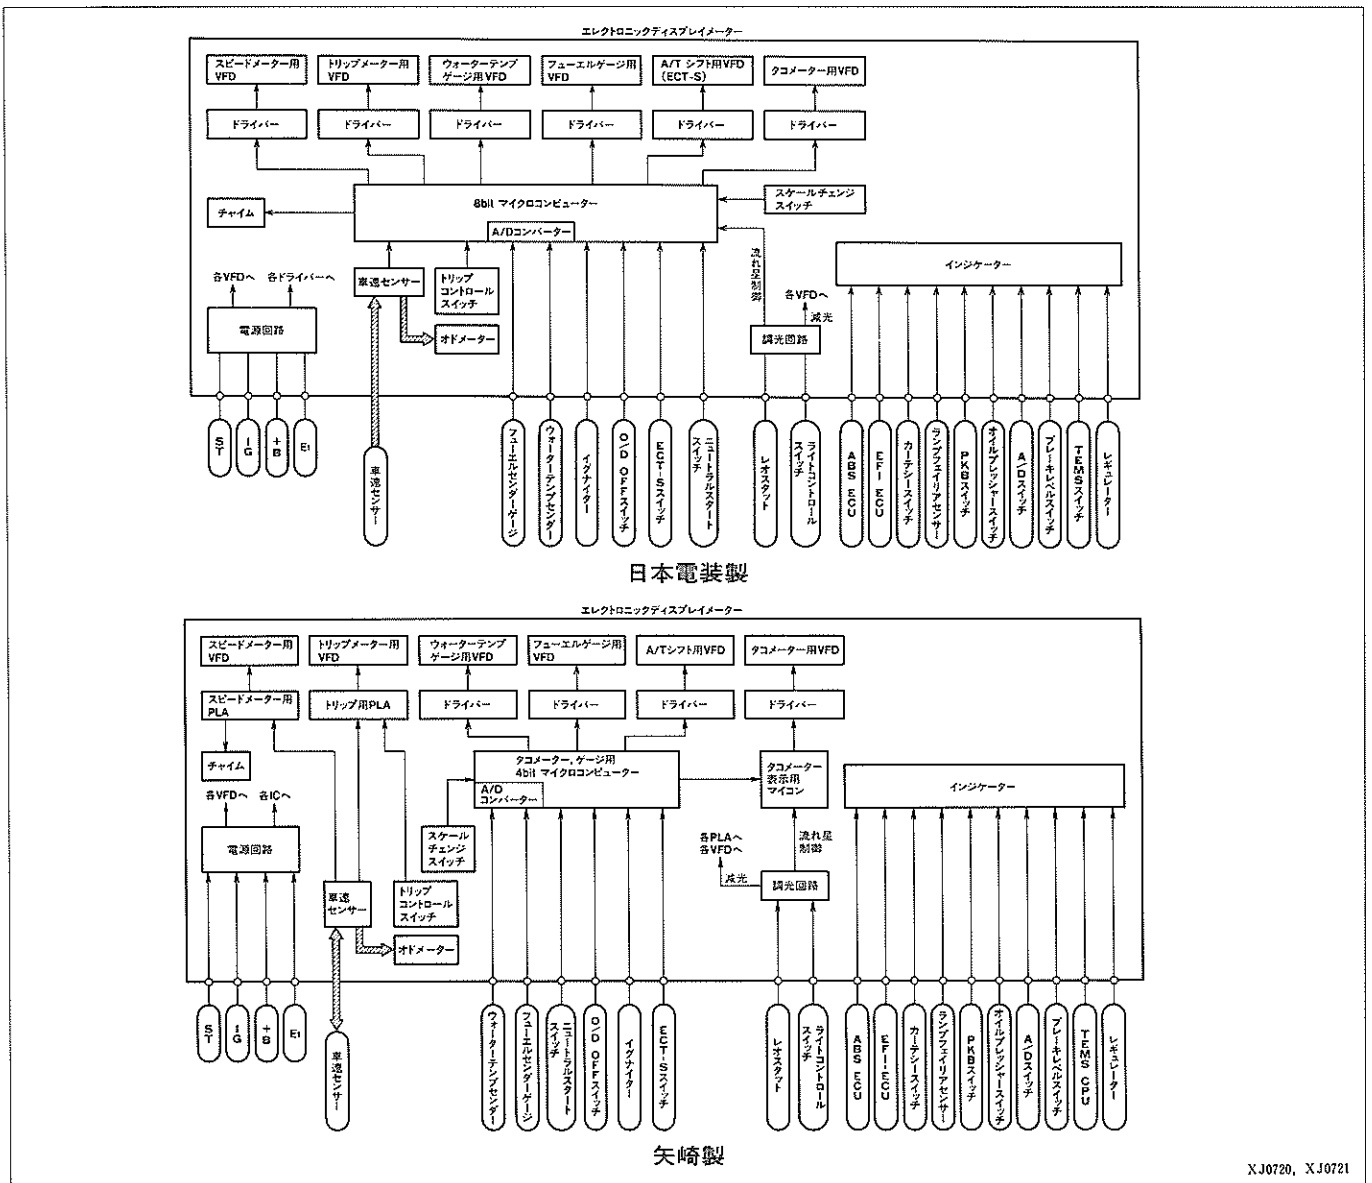 エレクトロニックディスプレイメーター
スピードメーター用
VFD
トリップメーター用
VFD
ウォーターテンプ
ゲージ用VFD
フューエルゲージ用
VFD
A/T シフト用VFD
(ECT-S)
タコメーター用VFD
ドライバー
ドライバー
ドライバー
ドライバー
ドライバー
ドライバー
チャイム
8bit マイクロコンピューター
A/Dコンバーター
スケールチェンジ
スイッチ
各VFDへ
各ドライバーへ
車速センサー
トリップ
コントロール
スイッチ
流れ星制御
各VFDへ
減光
インジケーター
電源回路
オドメーター
調光回路
ST
IG
+B
E1
車速センサー
フューエルセンダーゲージ
ウォーターテンプセンダー
イグナイター
O/D OFFスイッチ
ECT-Sスイッチ
ニュートラルスタート
スイッチ
レオスタット
ライトコントロール
スイッチ
ABS ECU
EFI ECU
カーテシースイッチ
ランプフェイリアセンサー
PKBスイッチ
オイルプレッシャースイッチ
A/Dスイッチ
ブレーキレベルスイッチ
TEMSスイッチ
レギュレーター
日本電装製
エレクトロニックディスプレイメーター
スピードメーター用
VFD
トリップメーター用
VFD
ウォーターテンプ
ゲージ用VFD
フューエルゲージ用
VFD
A/Tシフト用VFD
タコメーター用VFD
スピードメーター用
PLA
トリップ用PLA
ドライバー
ドライバー
ドライバー
ドライバー
チャイム
タコメーター、ゲージ用
4bit マイクロコンピューター
A/D
コンバーター
タコメーター
表示用
マイコン
インジケーター
各VFDへ
各ICへ
電源回路
スケール
チェンジ
スイッチ
各PLAへ
各VFDへ
減光
流れ星
制御
調光回路
車速
センサー
トリップ
コントロール
スイッチ
オドメーター
ST
IG
+B
E1
車速センサー
ウォーターテンプセンダー
フューエルセンダーゲージ
ニュートラルスタート
スイッチ
O/D OFFスイッチ
イグナイター
ECT-Sスイッチ
レオスタット
ライトコントロール
スイッチ
ABS ECU
EFI-ECU
カーテシースイッチ
ランプフェイリアセンサー
PKBスイッチ
オイルプレッシャースイッチ
A/Dスイッチ
ブレーキレベルスイッチ
TEMS CPU
レギュレーター
矢崎製
XJ0720, XJ0721